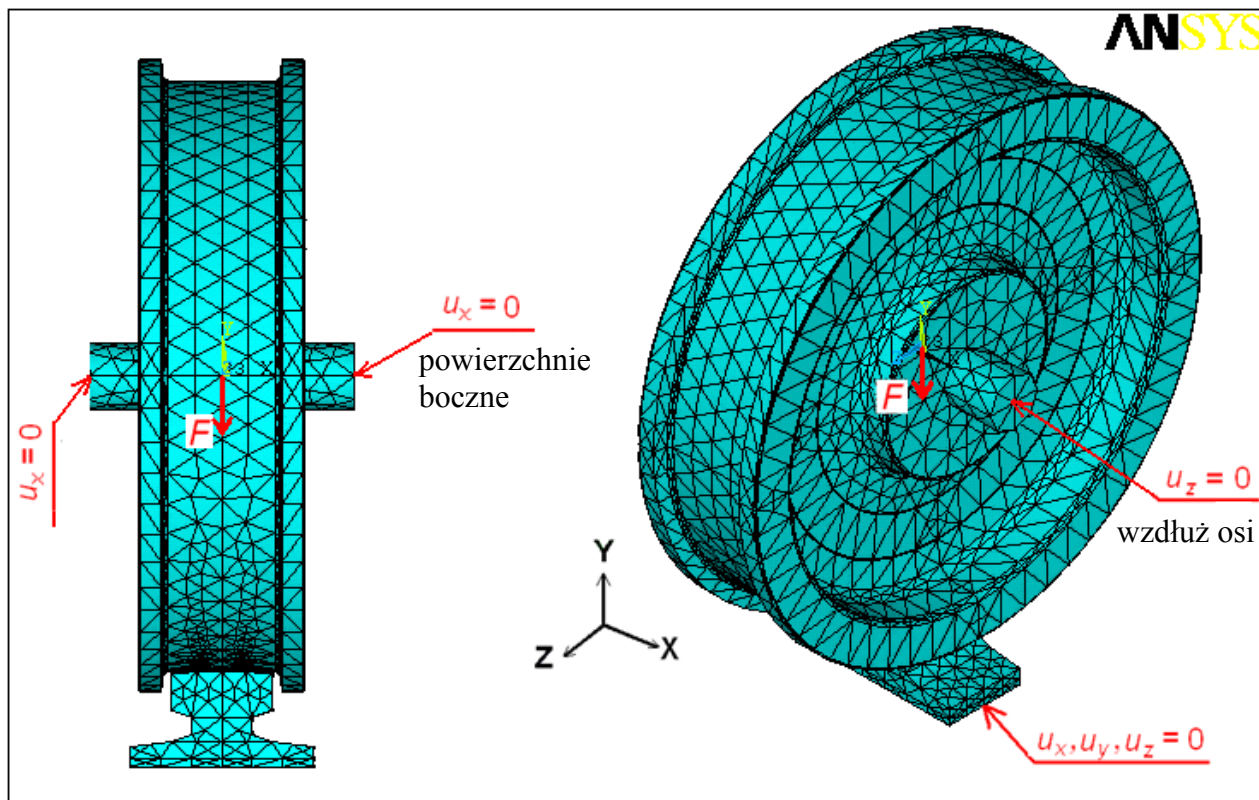 ANSYS
u_x = 0
powierzchnie
boczne
Y
X
F
u_x = 0
Y
F
u_z = 0
wzdłuż osi
Y
Z
X
u_x, u_y, u_z = 0